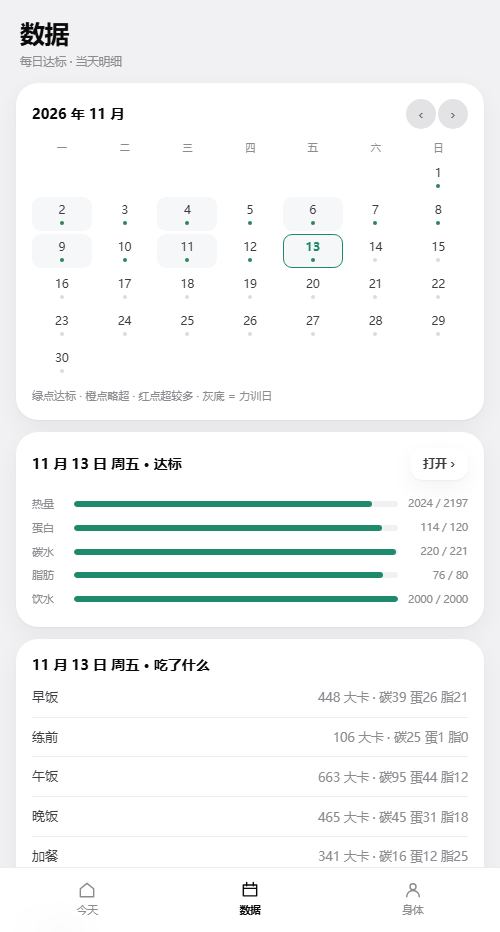 数据
每日达标 · 当天明细
2026 年 11 月
‹ ›
一 二 三 四 五 六 日
1
2 3 4 5 6 7 8
9 10 11 12 13 14 15
16 17 18 19 20 21 22
23 24 25 26 27 28 29
30
绿点达标 · 橙点略超 · 红点超较多 · 灰底 = 力训日
11 月 13 日 周五 • 达标 打开 ›
热量 2024 / 2197
蛋白 114 / 120
碳水 220 / 221
脂肪 76 / 80
饮水 2000 / 2000
11 月 13 日 周五 • 吃了什么
早饭 448 大卡 · 碳39 蛋26 脂21
练前 106 大卡 · 碳25 蛋1 脂0
午饭 663 大卡 · 碳95 蛋44 脂12
晚饭 465 大卡 · 碳45 蛋31 脂18
加餐 341 大卡 · 碳16 蛋12 脂25
今天 数据 身体